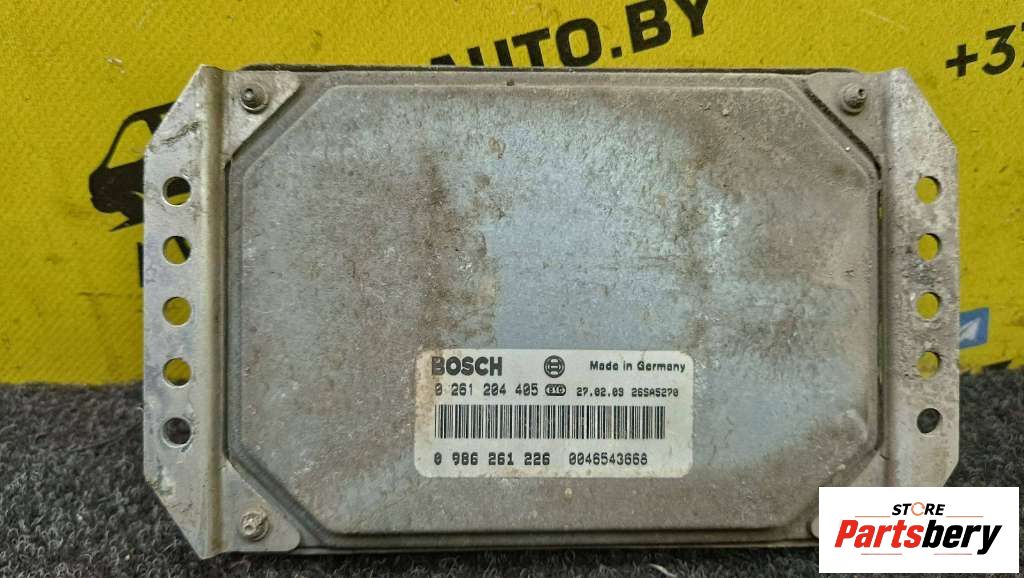 AUTO.BY
+37
BOSCH Made in Germany
0 261 204 405 27.02.03 26SA5270
0 986 261 226 0046543668
STORE
Partsbery